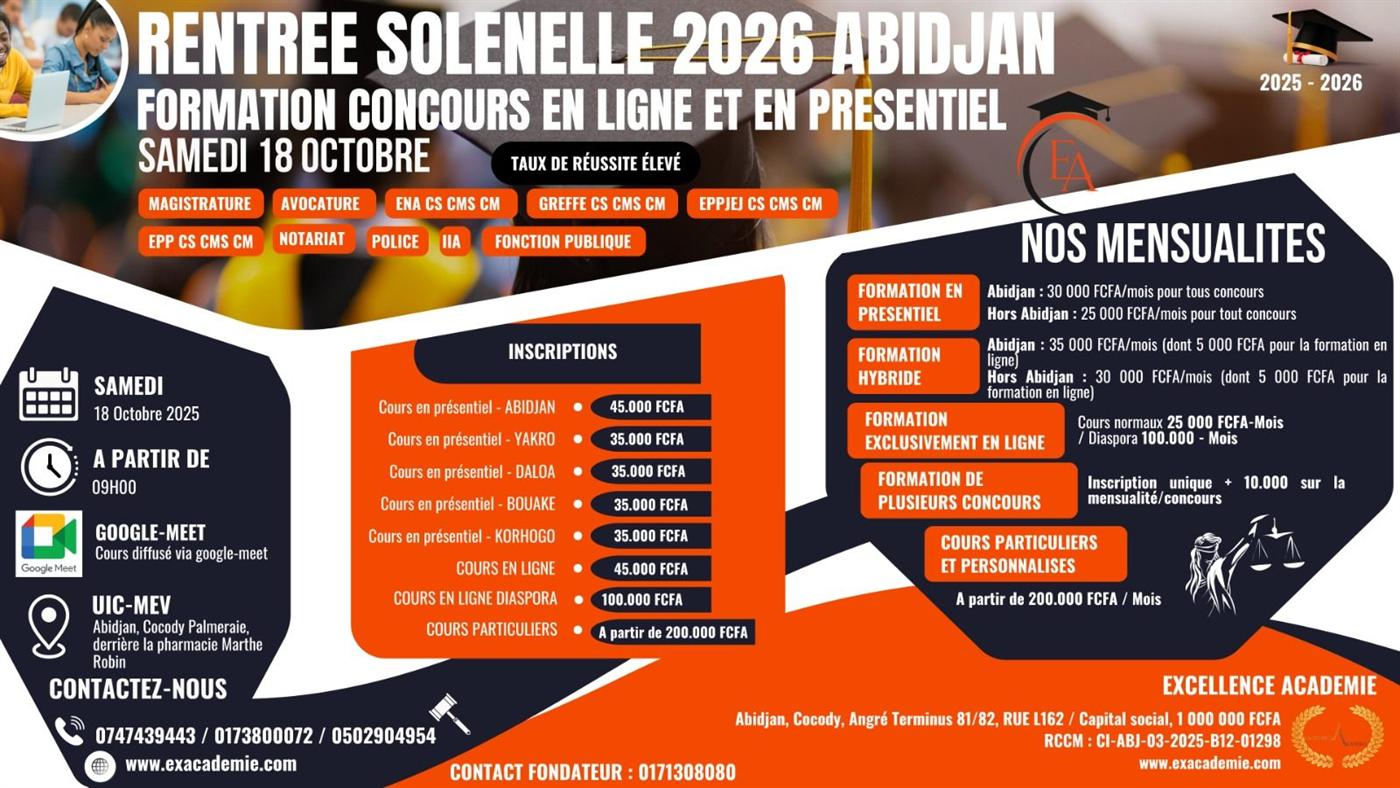 RENTREE SOLENELLE 2026 ABIDJAN
FORMATION CONCOURS EN LIGNE ET EN PRESENTIEL
SAMEDI 18 OCTOBRE
TAUX DE RÉUSSITE ÉLEVÉ
2025 - 2026
EA
MAGISTRATURE
AVOCATURE
ENA CS CMS CM
GREFFE CS CMS CM
EPPJEJ CS CMS CM
EPP CS CMS CM
NOTARIAT
POLICE
IIA
FONCTION PUBLIQUE
SAMEDI
18 Octobre 2025
A PARTIR DE
09H00
Google Meet
GOOGLE-MEET
Cours diffusé via google-meet
UIC-MEV
Abidjan, Cocody Palmeraie,
derrière la pharmacie Marthe
Robin
CONTACTEZ-NOUS
0747439443 / 0173800072 / 0502904954
www.exacademie.com
INSCRIPTIONS
Cours en présentiel - ABIDJAN 45.000 FCFA
Cours en présentiel - YAKRO 35.000 FCFA
Cours en présentiel - DALOA 35.000 FCFA
Cours en présentiel - BOUAKE 35.000 FCFA
Cours en présentiel - KORHOGO 35.000 FCFA
COURS EN LIGNE 45.000 FCFA
COURS EN LIGNE DIASPORA 100.000 FCFA
COURS PARTICULIERS A partir de 200.000 FCFA
NOS MENSUALITES
FORMATION EN
PRESENTIEL
Abidjan : 30 000 FCFA/mois pour tous concours
Hors Abidjan : 25 000 FCFA/mois pour tout concours
FORMATION
HYBRIDE
Abidjan : 35 000 FCFA/mois (dont 5 000 FCFA pour la formation en
ligne)
Hors Abidjan : 30 000 FCFA/mois (dont 5 000 FCFA pour la
formation en ligne)
FORMATION
EXCLUSIVEMENT EN LIGNE
Cours normaux 25 000 FCFA-Mois
/ Diaspora 100.000 - Mois
FORMATION DE
PLUSIEURS CONCOURS
Inscription unique + 10.000 sur la
mensualité/concours
COURS PARTICULIERS
ET PERSONNALISES
A partir de 200.000 FCFA / Mois
EXCELLENCE ACADEMIE
Abidjan, Cocody, Angré Terminus 81/82, RUE L162 / Capital social, 1 000 000 FCFA
RCCM : CI-ABJ-03-2025-B12-01298
www.exacademie.com
CONTACT FONDATEUR : 0171308080